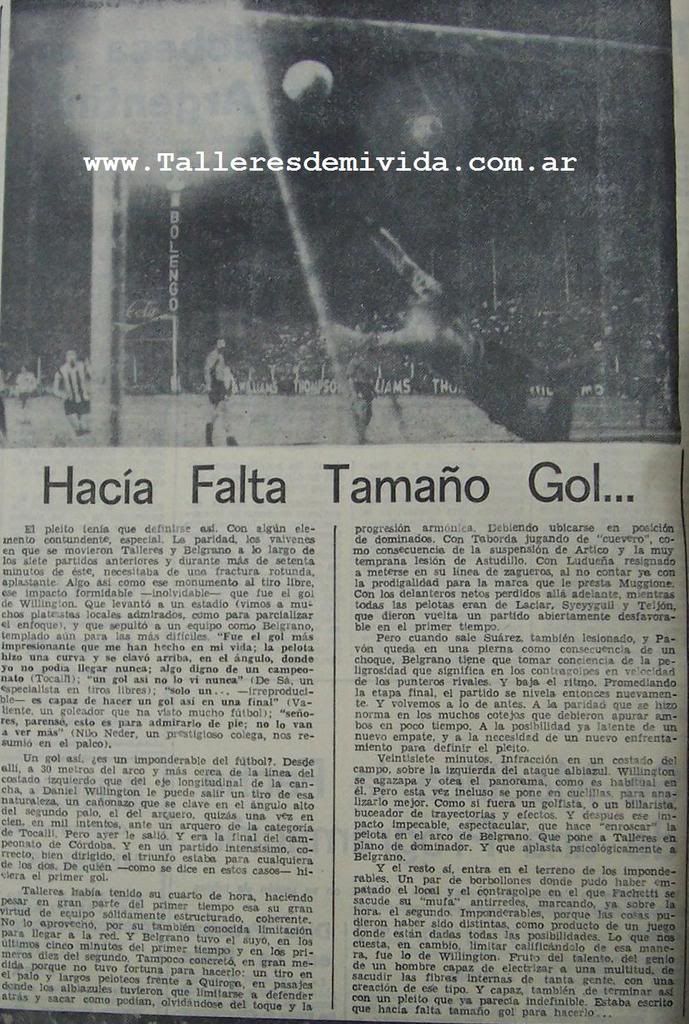 www.Talleresdemivida.com.ar
BOLENGO
WILLIAMS THOMPSON WILLIAMS
Hacía Falta Tamaño Gol...
El pleito tenía que definirse así. Con algún ele-
mento contundente, especial. La paridad, los vaivenes
en que se movieron Talleres y Belgrano a lo largo de
los siete partidos anteriores y durante más de setenta
minutos de éste, necesitaba de una fractura rotunda,
aplastante. Algo así como ese monumento al tiro libre,
ese impacto formidable —inolvidable— que fue el gol
de Willington. Que levantó a un estadio (vimos a mu-
chos plateístas locales admirados, como para parcializar
el enfoque), y que sepultó a un equipo como Belgrano,
templado aún para las más difíciles. "Fue el gol más
impresionante que me han hecho en mi vida; la pelota
hizo una curva y se clavó arriba, en el ángulo, donde
yo no podía llegar nunca; algo digno de un campeo-
nato (Tocalli); "un gol así no lo vi nunca" (De Sá, un
especialista en tiros libres); "solo un... —irreproduci-
ble— es capaz de hacer un gol así en una final" (Va-
liente, un goleador que ha visto mucho fútbol); "seño-
res, parensé, esto es para admirarlo de pie; no lo van
a ver más" (Nilo Neder, un prestigioso colega, nos re-
sumió en el palco).
Un gol así, ¿es un imponderable del fútbol?. Desde
allí, a 30 metros del arco y más cerca de la línea del
costado izquierdo que del eje longitudinal de la can-
cha, a Daniel Willington le puede salir un tiro de esa
naturaleza, un cañonazo que se clave en el ángulo alto
del segundo palo, el del arquero, quizás una vez en
cien, en mil intentos, ante un arquero de la categoría
de Tocalli. Pero ayer le salió. Y era la final del cam-
peonato de Córdoba. Y en un partido intensísimo, co-
rrecto, bien dirigido, el triunfo estaba para cualquiera
de los dos. De quién —como se dice en estos casos— hi-
ciera el primer gol.
Talleres había tenido su cuarto de hora, haciendo
pesar en gran parte del primer tiempo esa su gran
virtud de equipo sólidamente estructurado, coherente.
No lo aprovechó, por su también conocida limitación
para llegar a la red. Y Belgrano tuvo el suyo, en los
últimos cinco minutos del primer tiempo y en los pri-
meros diez del segundo. Tampoco concretó, en gran me-
dida porque no tuvo fortuna para hacerlo: un tiro en
el palo y largos peloteos frente a Quiroga, en pasajes
donde los albiazules tuvieron que limitarse a defender
atrás y sacar como podían, olvidándose del toque y la
progresión armónica. Debiendo ubicarse en posición
de dominados. Con Taborda jugando de "cuevero", co-
mo consecuencia de la suspensión de Artico y la muy
temprana lesión de Astudillo. Con Ludueña resignado
a meterse en su línea de zagueros, al no contar ya con
la prodigalidad para la marca que le presta Muggione.
Con los delanteros netos perdidos allá adelante, mientras
todas las pelotas eran de Laciar, Syeyyguil y Teijón,
que dieron vuelta un partido abiertamente desfavora-
ble en el primer tiempo.
Pero cuando sale Suárez, también lesionado, y Pa-
vón queda en una pierna como consecuencia de un
choque, Belgrano tiene que tomar conciencia de la pe-
ligrosidad que significa en los contragolpes en velocidad
de los punteros rivales. Y baja el ritmo. Promediando
la etapa final, el partido se nivela entonces nuevamen-
te. Y volvemos a lo de antes. A la paridad que se hizo
norma en los muchos cotejos que debieron apurar am-
bos en poco tiempo. A la posibilidad ya latente de un
nuevo empate, y a la necesidad de un nuevo enfrenta-
miento para definir el pleito.
Veintisiete minutos. Infracción en un costado del
campo, sobre la izquierda del ataque albiazul. Willington
se agazapa y otea el panorama, como es habitual en
él. Pero esta vez incluso se pone en cuclillas, para ana-
lizarlo mejor. Como si fuera un golfista, o un billarista,
buceador de trayectorias y efectos. Y después ese im-
pacto impecable, espectacular, que hace "enroscar" la
pelota en el arco de Belgrano. Que pone a Talleres en
plano de dominador. Y que aplasta psicológicamente a
Belgrano.
Y el resto sí, entra en el terreno de los imponde-
rables. Un par de borbollones donde pudo haber em-
patado el local y el contragolpe en el que Fachetti se
sacude su "mufa" antirredes, marcando, ya sobre la
hora, el segundo. Imponderables, porque las cosas pu-
dieron haber sido distintas, como producto de un juego
donde están dadas todas las posibilidades. Lo que nos
cuesta, en cambio, limitar calificándolo de esa mane-
ra, fue lo de Willington. Fruto del talento, del genio
de un hombre capaz de electrizar a una multitud, de
sacudir las fibras internas de tanta gente, con una
creación de ese tipo. Y capaz, también, de terminar así
con un pleito que ya parecía indefinible. Estaba escrito
que hacía falta tamaño gol para hacerlo...